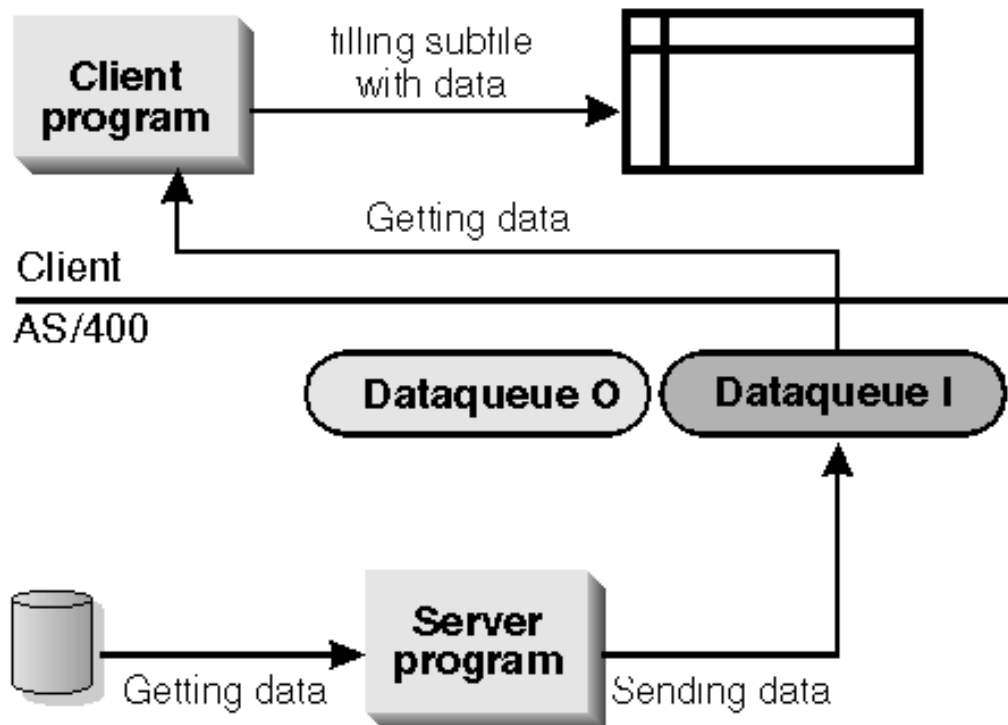 Client
program
filling subfile
with data
Getting data
Client
AS/400
Dataqueue O
Dataqueue I
Server
program
Getting data
Sending data